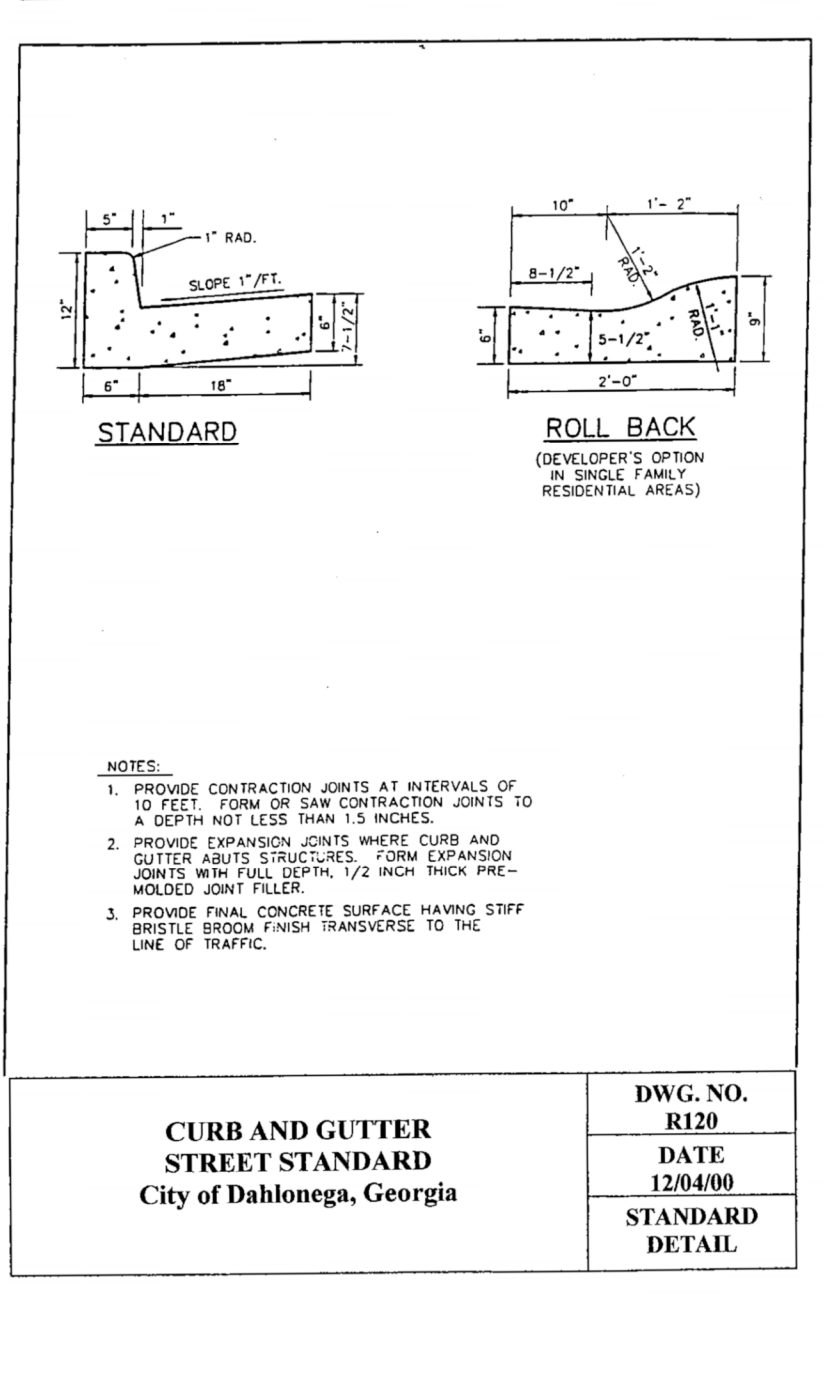 5"
1"
1" RAD.
SLOPE 1"/FT.
12"
6"
7-1/2"
6"
18"
STANDARD
10"
1'- 2"
1'-2"
RAD.
8-1/2"
6"
5-1/2"
1'-1"
RAD.
9"
2'-0"
ROLL BACK
(DEVELOPER'S OPTION
IN SINGLE FAMILY
RESIDENTIAL AREAS)
NOTES:
1. PROVIDE CONTRACTION JOINTS AT INTERVALS OF
10 FEET. FORM OR SAW CONTRACTION JOINTS TO
A DEPTH NOT LESS THAN 1.5 INCHES.
2. PROVIDE EXPANSION JOINTS WHERE CURB AND
GUTTER ABUTS STRUCTURES. FORM EXPANSION
JOINTS WITH FULL DEPTH, 1/2 INCH THICK PRE-
MOLDED JOINT FILLER.
3. PROVIDE FINAL CONCRETE SURFACE HAVING STIFF
BRISTLE BROOM FINISH TRANSVERSE TO THE
LINE OF TRAFFIC.
CURB AND GUTTER
STREET STANDARD
City of Dahlonega, Georgia
DWG. NO.
R120
DATE
12/04/00
STANDARD
DETAIL